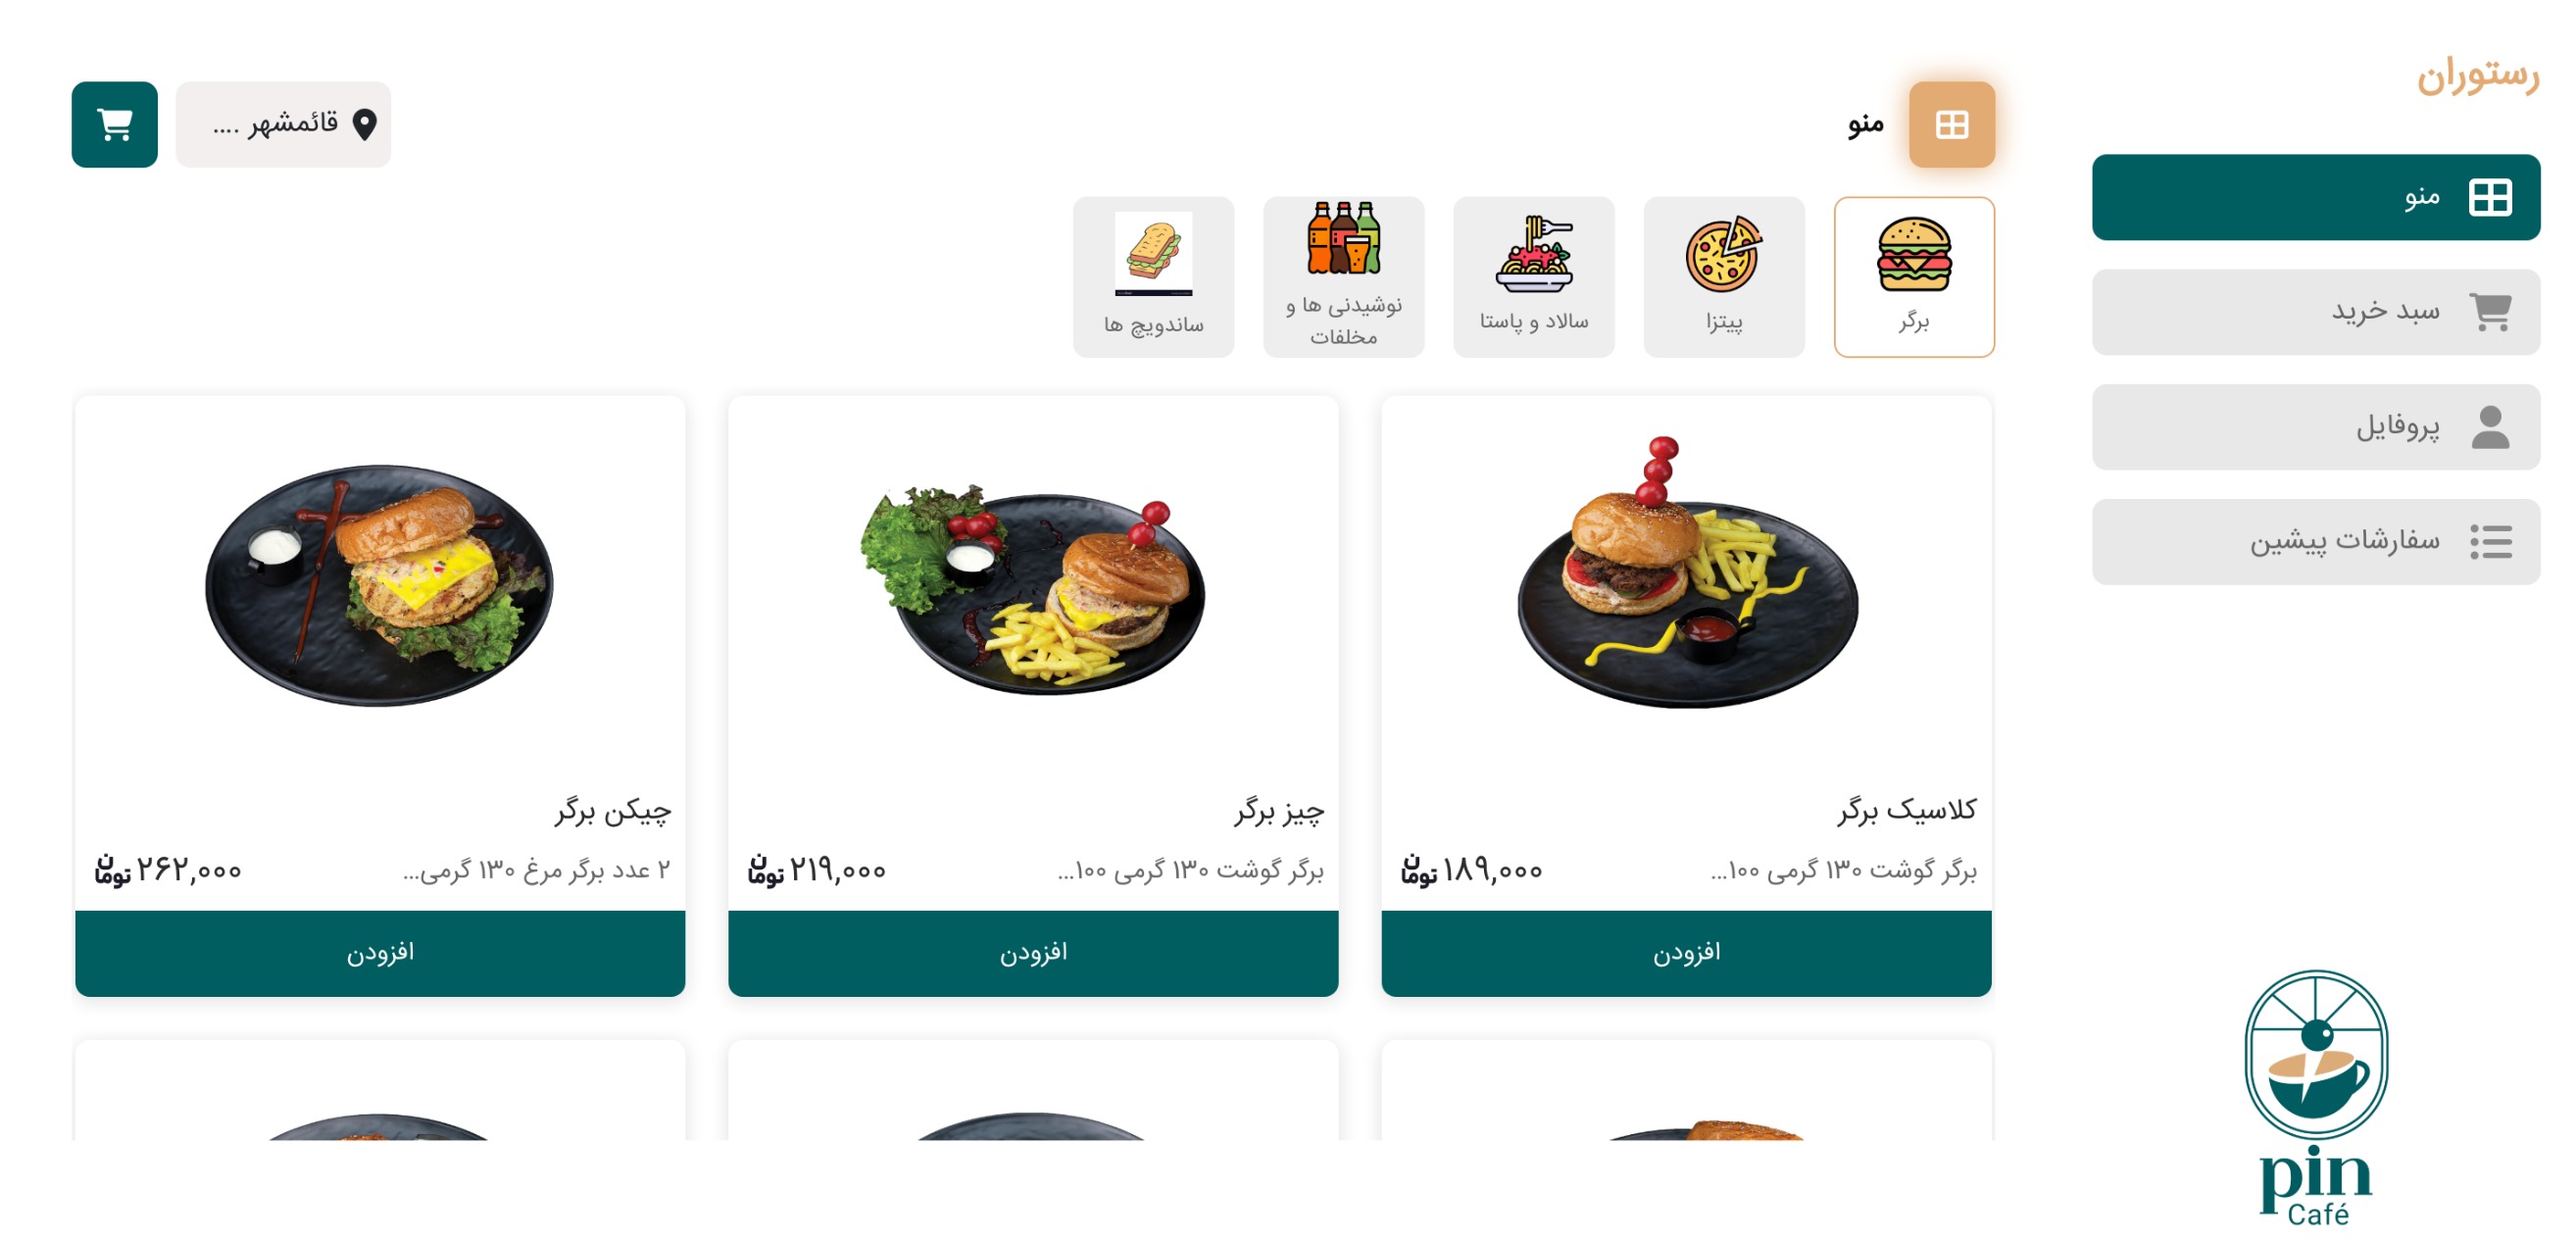 رستوران
منو
سبد خرید
پروفایل
سفارشات پیشین
منو
قائمشهر ....
برگر
پیتزا
سالاد و پاستا
نوشیدنی ها و
مخلفات
ساندویچ ها
کلاسیک برگر
برگر گوشت ۱۳۰ گرمی ۱۰۰...
۱۸۹,۰۰۰ تومان
افزودن
چیز برگر
برگر گوشت ۱۳۰ گرمی ۱۰۰...
۲۱۹,۰۰۰ تومان
افزودن
چیکن برگر
۲ عدد برگر مرغ ۱۳۰ گرمی...
۲۶۲,۰۰۰ تومان
افزودن
pin
Café